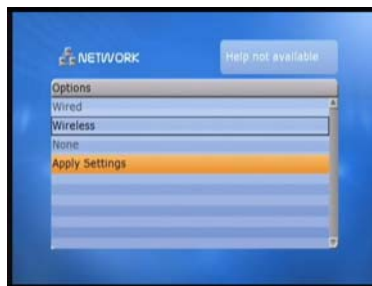 NETWORK
Help not available
Options
Wired
Wireless
None
Apply Settings